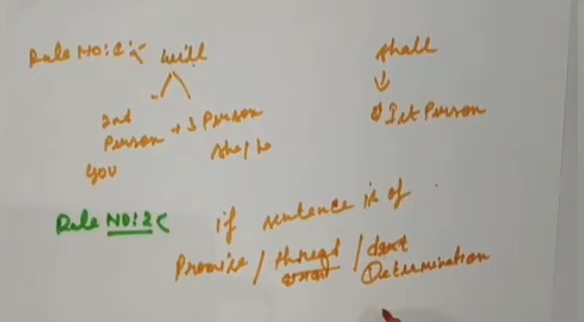 Rule No:2:- will shall
2nd
Person + 3 Person 1st Person
you she/he
Rule NO:2 (
if sentence is of
Promise / threat / 
धमकी Determination